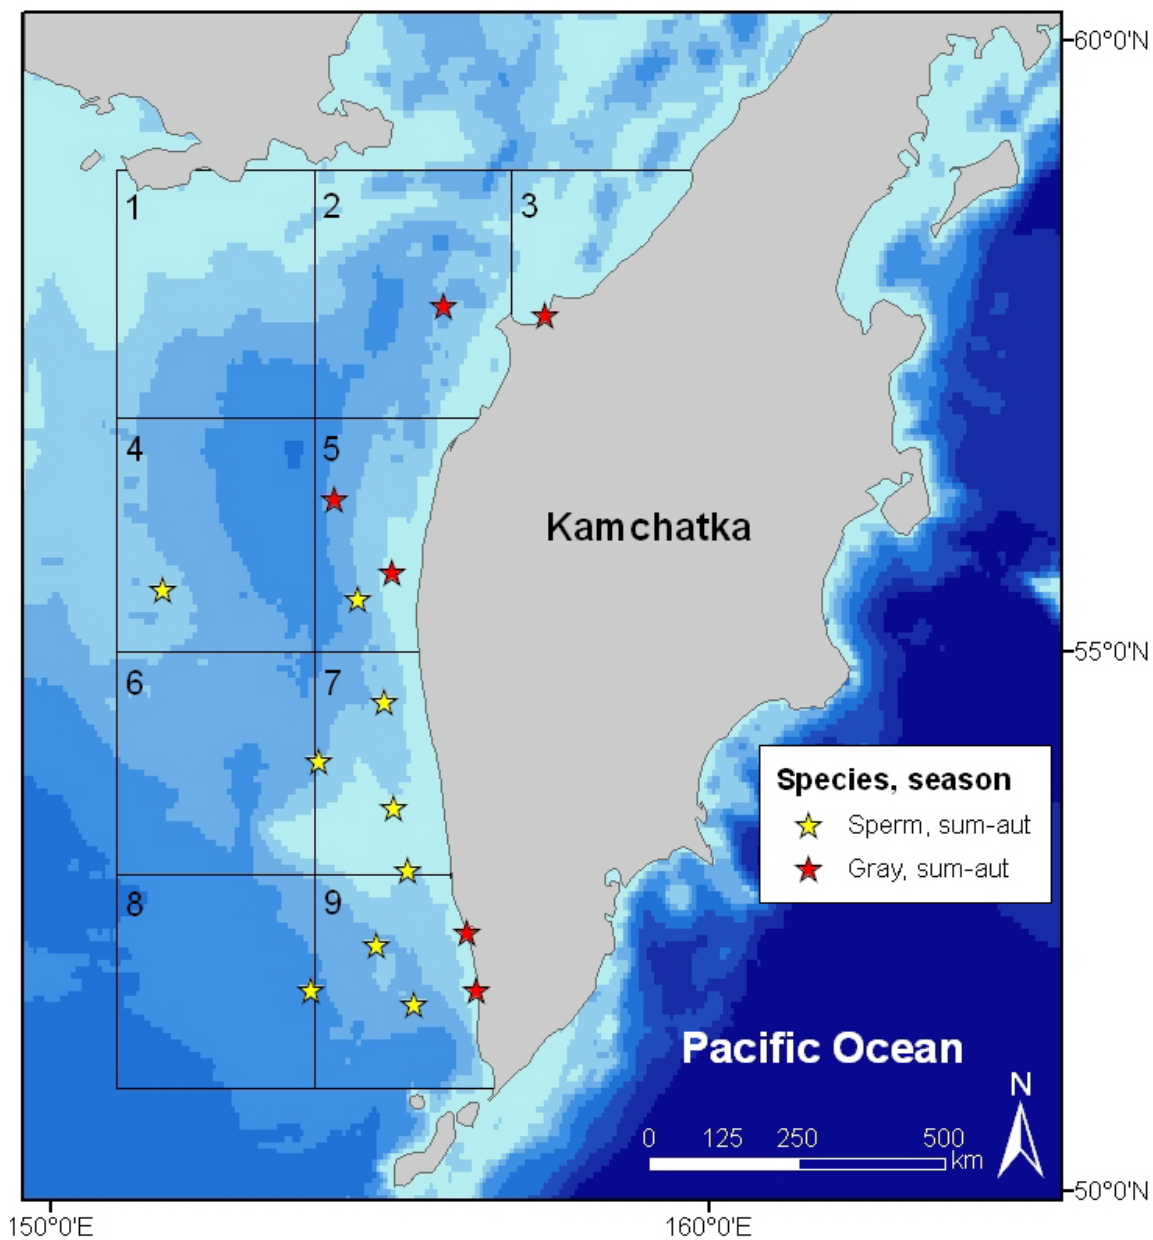 60°0'N
1
2
3
4
5
Kamchatka
55°0'N
6
7
Species, season
Sperm, sum-aut
Gray, sum-aut
8
9
Pacific Ocean
N
0 125 250 500
km
50°0'N
150°0'E
160°0'E